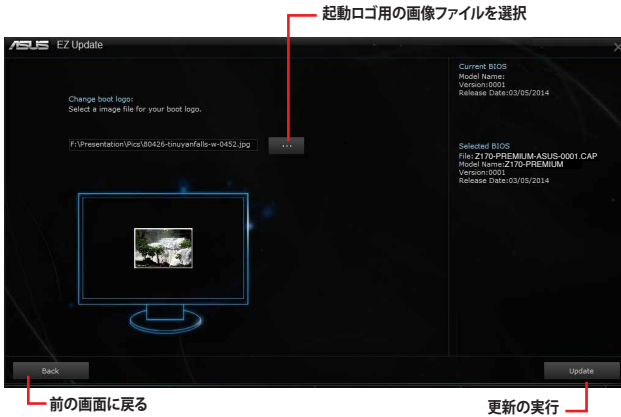 起動ロゴ用の画像ファイルを選択
ASUS EZ Update
Change boot logo:
Select a image file for your boot logo.
F:\Presentation\Pics\80426-tinuyanfalls-w-0452.jpg
...
Current BIOS
Model Name:
Version:0001
Release Date:03/05/2014
Selected BIOS
File: Z170-PREMIUM-ASUS-0001.CAP
Model Name:Z170-PREMIUM
Version:0001
Release Date:03/05/2014
Back
Update
前の画面に戻る
更新の実行